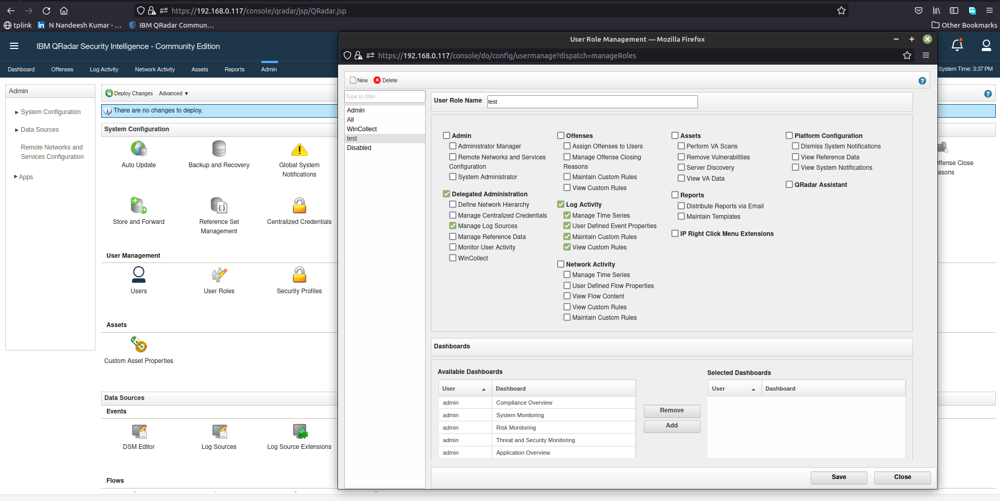 https://192.168.0.117/console/qradar/jsp/QRadar.jsp
tplink
N Nandeesh Kumar - ...
IBM QRadar Commun...
Other Bookmarks
IBM QRadar Security Intelligence - Community Edition
Dashboard
Offenses
Log Activity
Network Activity
Assets
Reports
Admin
System Time: 3:37 PM
Admin
System Configuration
Data Sources
Remote Networks and
Services Configuration
Apps
Deploy Changes
Advanced ▼
There are no changes to deploy.
System Configuration
Auto Update
Backup and Recovery
Global System
Notifications
Store and Forward
Reference Set
Management
Centralized Credentials
User Management
Users
User Roles
Security Profiles
Assets
Custom Asset Properties
Data Sources
Events
DSM Editor
Log Sources
Log Source Extensions
Flows
ffense Close
asons
User Role Management — Mozilla Firefox
https://192.168.0.117/console/do/config/usermanage?dispatch=manageRoles
New
Delete
Type to filter
Admin
All
WinCollect
test
Disabled
User Role Name
test
Admin
Administrator Manager
Remote Networks and Services
Configuration
System Administrator
Delegated Administration
Define Network Hierarchy
Manage Centralized Credentials
Manage Log Sources
Manage Reference Data
Monitor User Activity
WinCollect
Offenses
Assign Offenses to Users
Manage Offense Closing
Reasons
Maintain Custom Rules
View Custom Rules
Log Activity
Manage Time Series
User Defined Event Properties
Maintain Custom Rules
View Custom Rules
Network Activity
Manage Time Series
User Defined Flow Properties
View Flow Content
View Custom Rules
Maintain Custom Rules
Assets
Perform VA Scans
Remove Vulnerabilities
Server Discovery
View VA Data
Reports
Distribute Reports via Email
Maintain Templates
IP Right Click Menu Extensions
Platform Configuration
Dismiss System Notifications
View Reference Data
View System Notifications
QRadar Assistant
Dashboards
Available Dashboards
User
Dashboard
admin
Compliance Overview
admin
System Monitoring
admin
Risk Monitoring
admin
Threat and Security Monitoring
admin
Application Overview
Remove
Add
Selected Dashboards
User
Dashboard
Save
Close